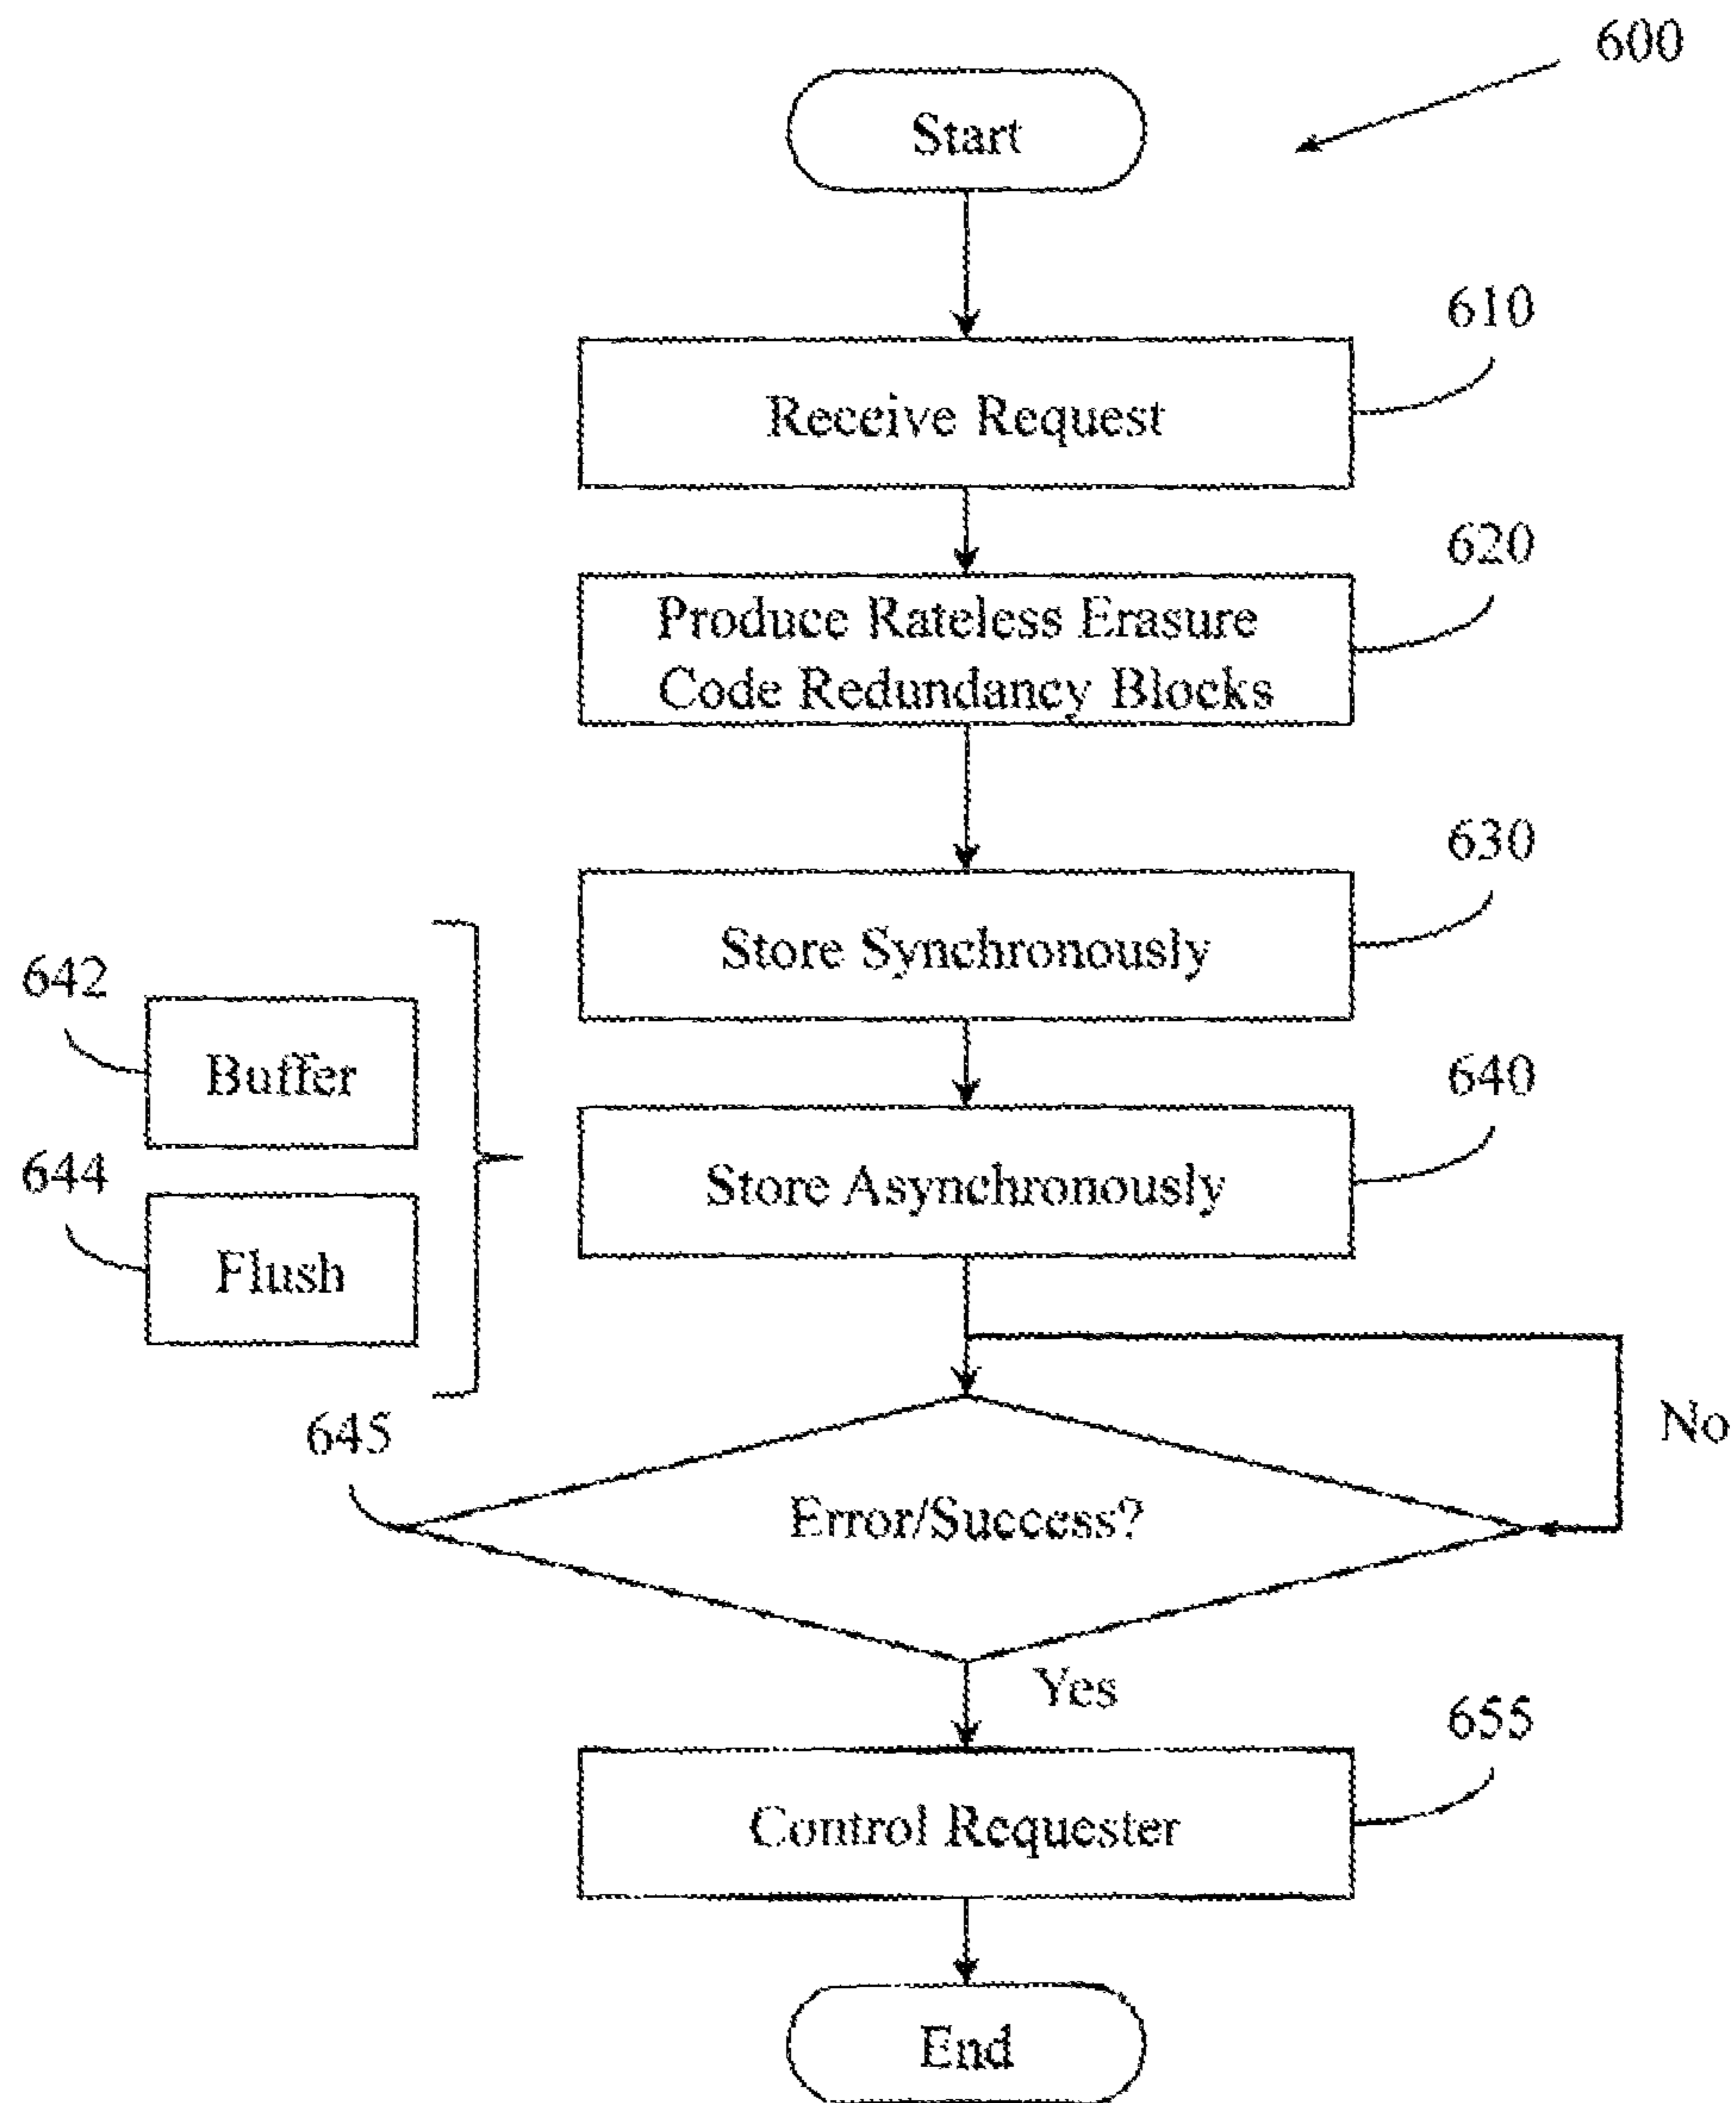 600
Start
610
Receive Request
620
Produce Rateless Erasure
Code Redundancy Blocks
630
Store Synchronously
642
Buffer
640
Store Asynchronously
644
Flush
No
645
Error/Success?
Yes
655
Control Requester
End